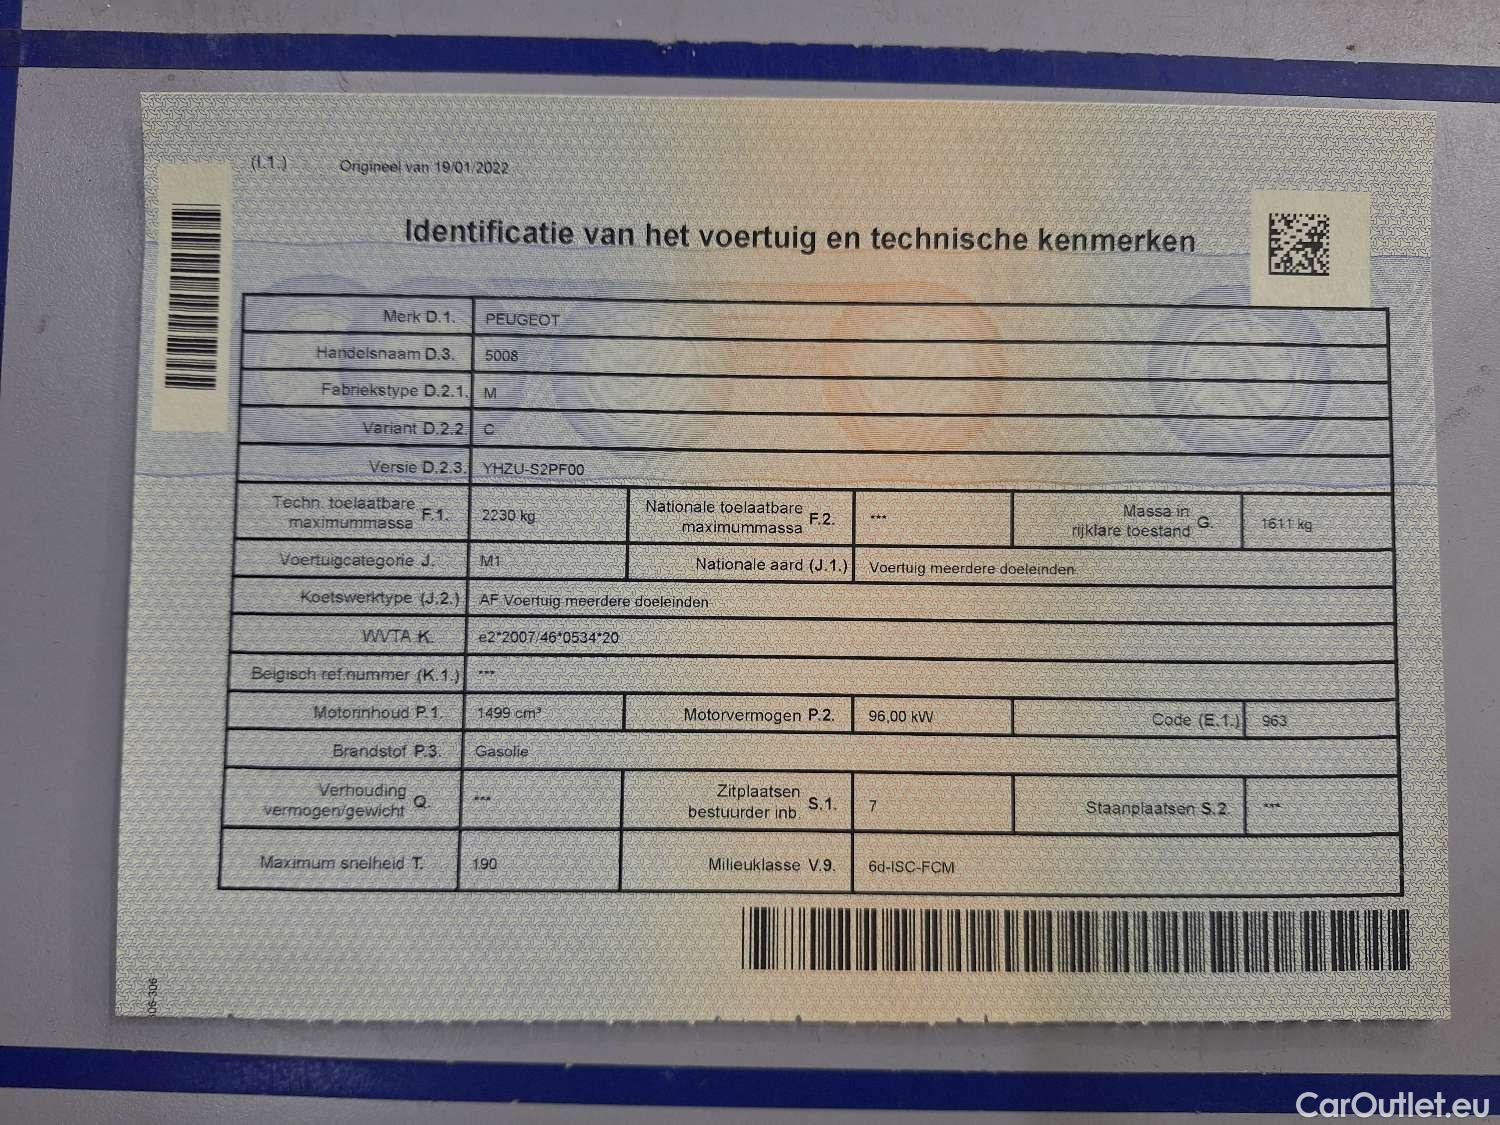 (I.1.) Origineel van 19/01/2022
Identificatie van het voertuig en technische kenmerken
Merk D.1. PEUGEOT
Handelsnaam D.3. 5008
Fabriekstype D.2.1. M
Variant D.2.2. C
Versie D.2.3. YHZU-S2PF00
Techn. toelaatbare maximummassa F.1. 2230 kg Nationale toelaatbare maximummassa F.2. *** Massa in rijklare toestand G. 1611 kg
Voertuigcategorie J. M1 Nationale aard (J.1.) Voertuig meerdere doeleinden
Koetswerktype (J.2.) AF Voertuig meerdere doeleinden
WVTA K. e2*2007/46*0534*20
Belgisch ref.nummer (K.1.) ***
Motorinhoud P.1. 1499 cm³ Motorvermogen P.2. 96,00 kW Code (E.1.) 963
Brandstof P.3. Gasolie
Verhouding vermogen/gewicht Q. *** Zitplaatsen bestuurder inb. S.1. 7 Staanplaatsen S.2. ***
Maximum snelheid T. 190 Milieuklasse V.9. 6d-ISC-FCM
06-306
CarOutlet.eu